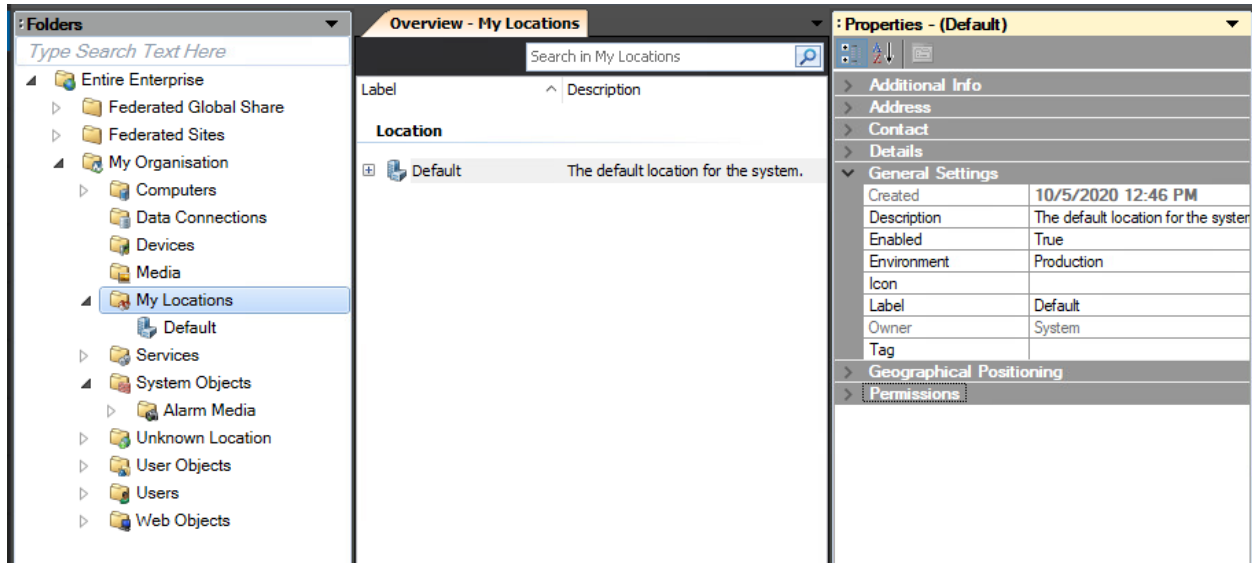 Folders
Type Search Text Here
Entire Enterprise
Federated Global Share
Federated Sites
My Organisation
Computers
Data Connections
Devices
Media
My Locations
Default
Services
System Objects
Alarm Media
Unknown Location
User Objects
Users
Web Objects
Overview - My Locations
Search in My Locations
Label Description
Location
Default The default location for the system.
Properties - (Default)
Additional Info
Address
Contact
Details
General Settings
Created 10/5/2020 12:46 PM
Description The default location for the syster
Enabled True
Environment Production
Icon
Label Default
Owner System
Tag
Geographical Positioning
Permissions